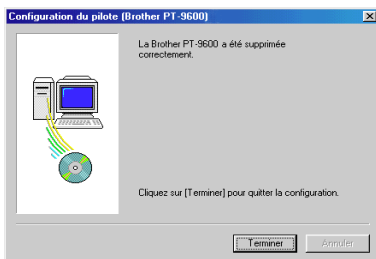 Configuration du pilote (Brother PT-9600)
La Brother PT-9600 a été supprimée
correctement.
Cliquez sur [Terminer] pour quitter la configuration.
Terminer
Annuler